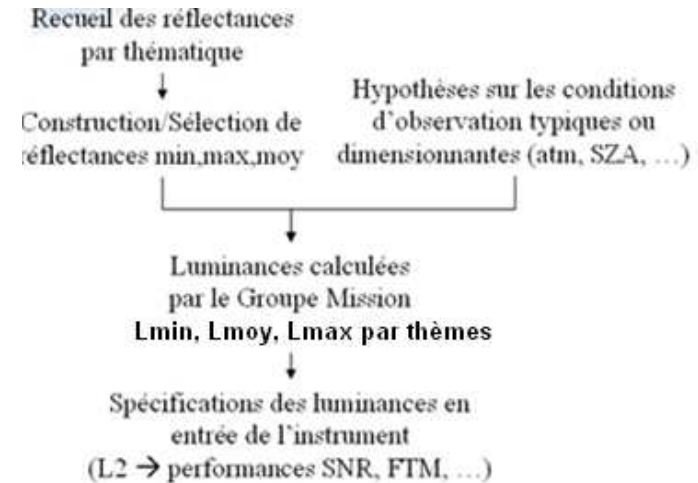 Recueil des réflectances
par thématique
Construction/Sélection de
réflectances min,max,moy
Hypothèses sur les conditions
d'observation typiques ou
dimensionnantes (atm, SZA, …)
Luminances calculées
par le Groupe Mission
Lmin, Lmoy, Lmax par thèmes
Spécifications des luminances en
entrée de l'instrument
(L2 → performances SNR, FTM, …)